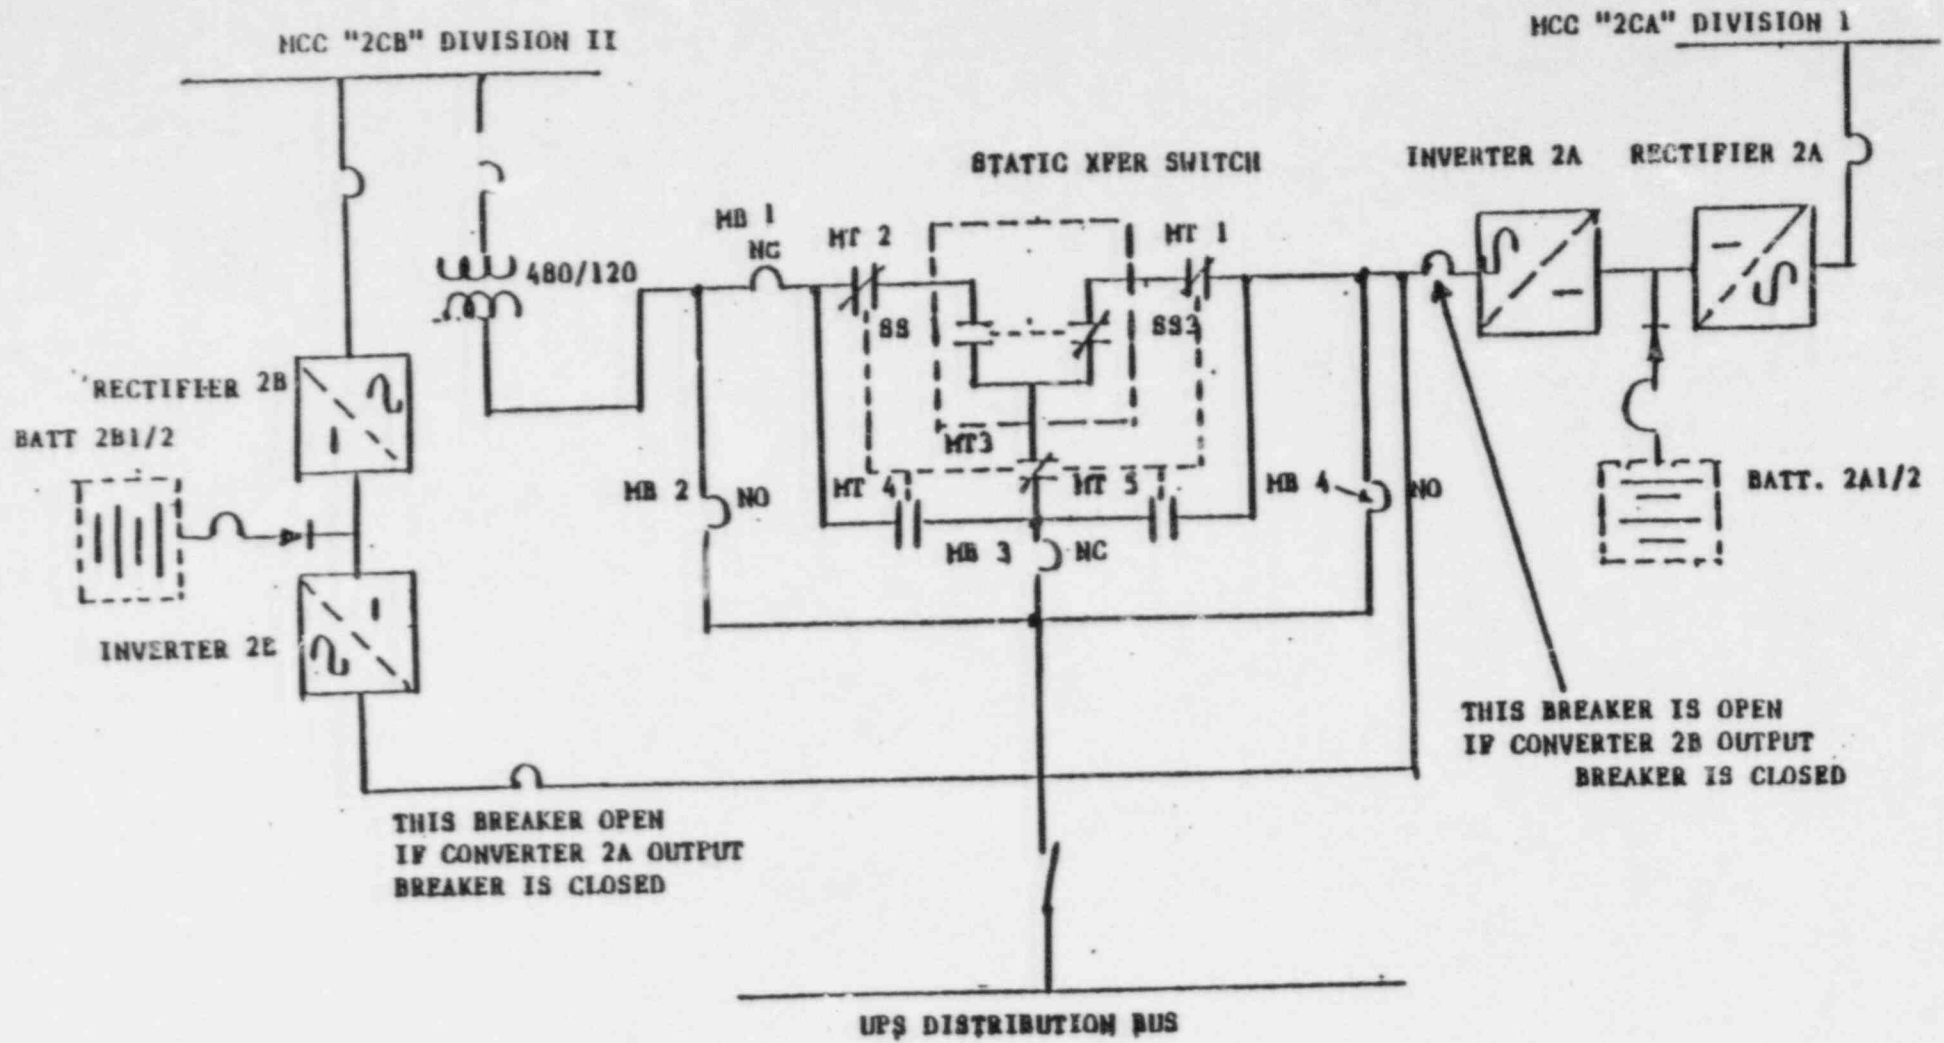 MCC "2CB" DIVISION II
MCC "2CA" DIVISION 1
STATIC XFER SWITCH
INVERTER 2A
RECTIFIER 2A
MB 1
NC
MT 2
MT 1
480/120
SS
SS2
RECTIFIER 2B
BATT 2B1/2
MT3
MB 2
NO
MT 4
MT 5
MB 4
NO
BATT. 2A1/2
MB 3
NC
INVERTER 2B
THIS BREAKER IS OPEN
IF CONVERTER 2B OUTPUT
BREAKER IS CLOSED
THIS BREAKER OPEN
IF CONVERTER 2A OUTPUT
BREAKER IS CLOSED
UPS DISTRIBUTION BUS